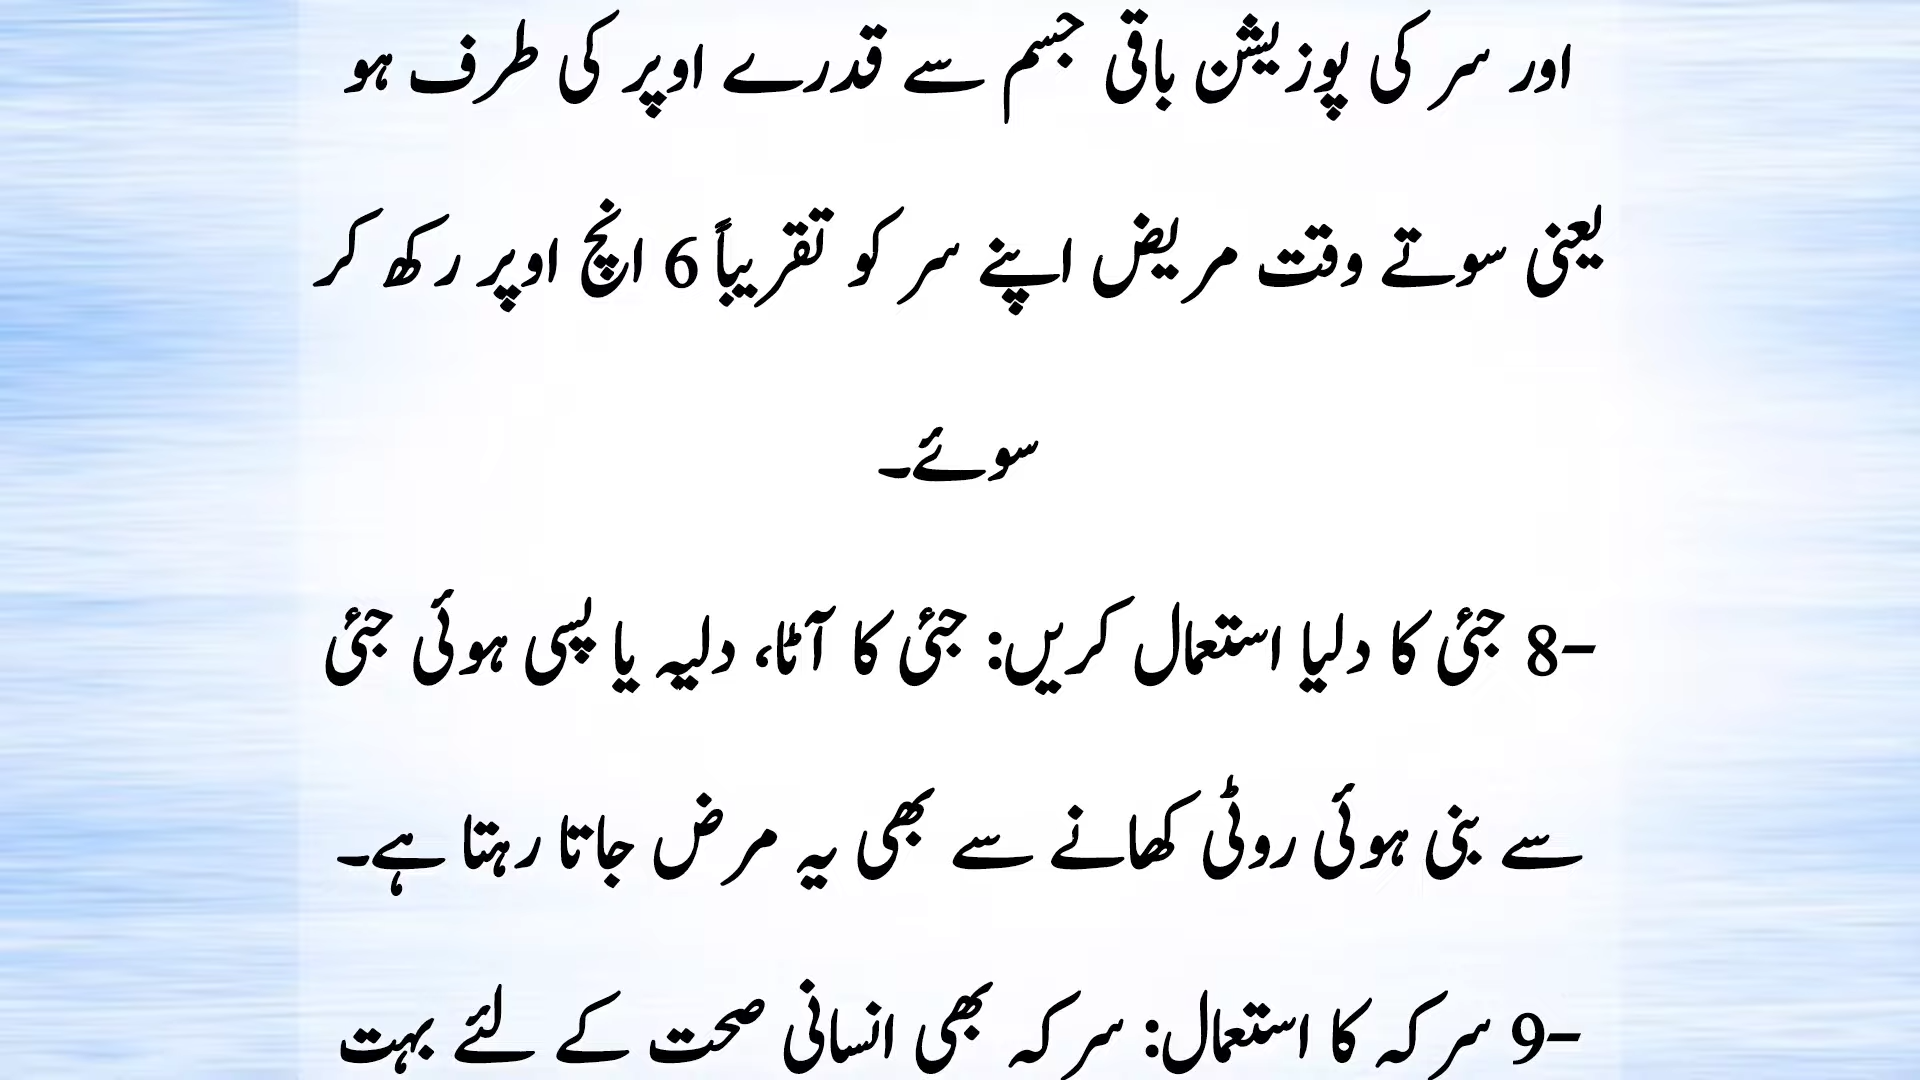 اور سر کی پوزیشن باقی جسم سے قدرے اوپر کی طرف ہو
یعنی سوتے وقت مریض اپنے سر کو تقریباً 6 انچ اوپر رکھ کر
سوئے۔
8- جئی کا دلیا استعمال کریں: جئی کا آٹا، دلیہ یا پسی ہوئی جئی
سے بنی ہوئی روٹی کھانے سے بھی یہ مرض جاتا رہتا ہے۔
9- سرکہ کا استعمال: سرکہ بھی انسانی صحت کے لئے بہت